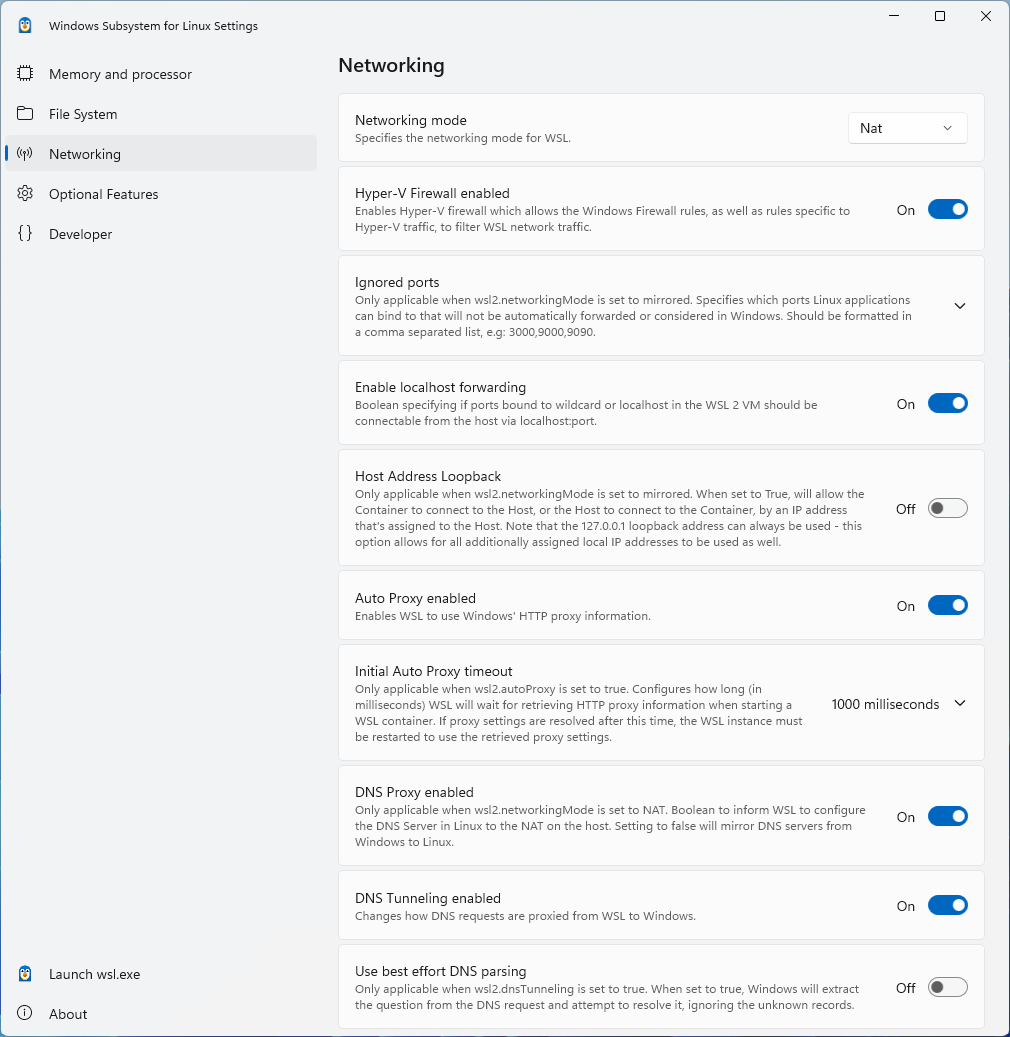 Windows Subsystem for Linux Settings
Memory and processor
File System
Networking
Optional Features
Developer
Launch wsl.exe
About
Networking
Networking mode
Specifies the networking mode for WSL.
Nat
Hyper-V Firewall enabled
Enables Hyper-V firewall which allows the Windows Firewall rules, as well as rules specific to
Hyper-V traffic, to filter WSL network traffic.
On
Ignored ports
Only applicable when wsl2.networkingMode is set to mirrored. Specifies which ports Linux applications
can bind to that will not be automatically forwarded or considered in Windows. Should be formatted in
a comma separated list, e.g: 3000,9000,9090.
Enable localhost forwarding
Boolean specifying if ports bound to wildcard or localhost in the WSL 2 VM should be
connectable from the host via localhost:port.
On
Host Address Loopback
Only applicable when wsl2.networkingMode is set to mirrored. When set to True, will allow the
Container to connect to the Host, or the Host to connect to the Container, by an IP address
that's assigned to the Host. Note that the 127.0.0.1 loopback address can always be used - this
option allows for all additionally assigned local IP addresses to be used as well.
Off
Auto Proxy enabled
Enables WSL to use Windows' HTTP proxy information.
On
Initial Auto Proxy timeout
Only applicable when wsl2.autoProxy is set to true. Configures how long (in
milliseconds) WSL will wait for retrieving HTTP proxy information when starting a
WSL container. If proxy settings are resolved after this time, the WSL instance must
be restarted to use the retrieved proxy settings.
1000 milliseconds
DNS Proxy enabled
Only applicable when wsl2.networkingMode is set to NAT. Boolean to inform WSL to configure
the DNS Server in Linux to the NAT on the host. Setting to false will mirror DNS servers from
Windows to Linux.
On
DNS Tunneling enabled
Changes how DNS requests are proxied from WSL to Windows.
On
Use best effort DNS parsing
Only applicable when wsl2.dnsTunneling is set to true. When set to true, Windows will extract
the question from the DNS request and attempt to resolve it, ignoring the unknown records.
Off